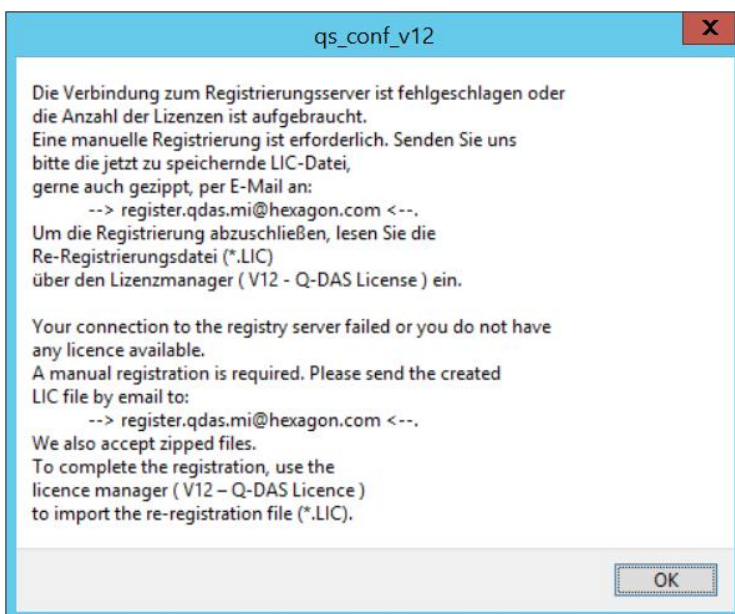 qs_conf_v12
X
Die Verbindung zum Registrierungsserver ist fehlgeschlagen oder
die Anzahl der Lizenzen ist aufgebraucht.
Eine manuelle Registrierung ist erforderlich. Senden Sie uns
bitte die jetzt zu speichernde LIC-Datei,
gerne auch gezippt, per E-Mail an:
--> register.qdas.mi@hexagon.com <--.
Um die Registrierung abzuschließen, lesen Sie die
Re-Registrierungsdatei (*.LIC)
über den Lizenzmanager ( V12 - Q-DAS License ) ein.

Your connection to the registry server failed or you do not have
any licence available.
A manual registration is required. Please send the created
LIC file by email to:
--> register.qdas.mi@hexagon.com <--.
We also accept zipped files.
To complete the registration, use the
licence manager ( V12 – Q-DAS Licence )
to import the re-registration file (*.LIC).
OK